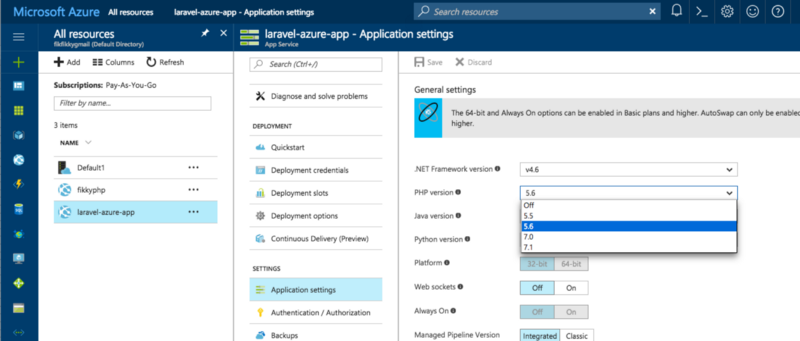 Microsoft Azure
All resources
laravel-azure-app - Application settings
Search resources
All resources
fikfikkygmail (Default Directory)
Add
Columns
Refresh
Subscriptions: Pay-As-You-Go
Filter by name...
3 items
NAME
Default1
fikkyphp
laravel-azure-app
laravel-azure-app - Application settings
App Service
Search (Ctrl+/)
Diagnose and solve problems
DEPLOYMENT
Quickstart
Deployment credentials
Deployment slots
Deployment options
Continuous Delivery (Preview)
SETTINGS
Application settings
Authentication / Authorization
Backups
Save
Discard
General settings
The 64-bit and Always On options can be enabled in Basic plans and higher. AutoSwap can only be enabled
higher.
.NET Framework version
v4.6
PHP version
5.6
Off
5.5
5.6
7.0
7.1
Java version
Python version
Platform
32-bit
64-bit
Web sockets
Off
On
Always On
Off
On
Managed Pipeline Version
Integrated
Classic